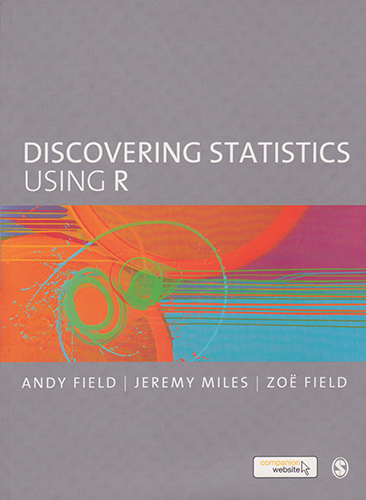 DISCOVERING STATISTICS
USING R
ANDY FIELD | JEREMY MILES | ZOË FIELD
companion
website
S